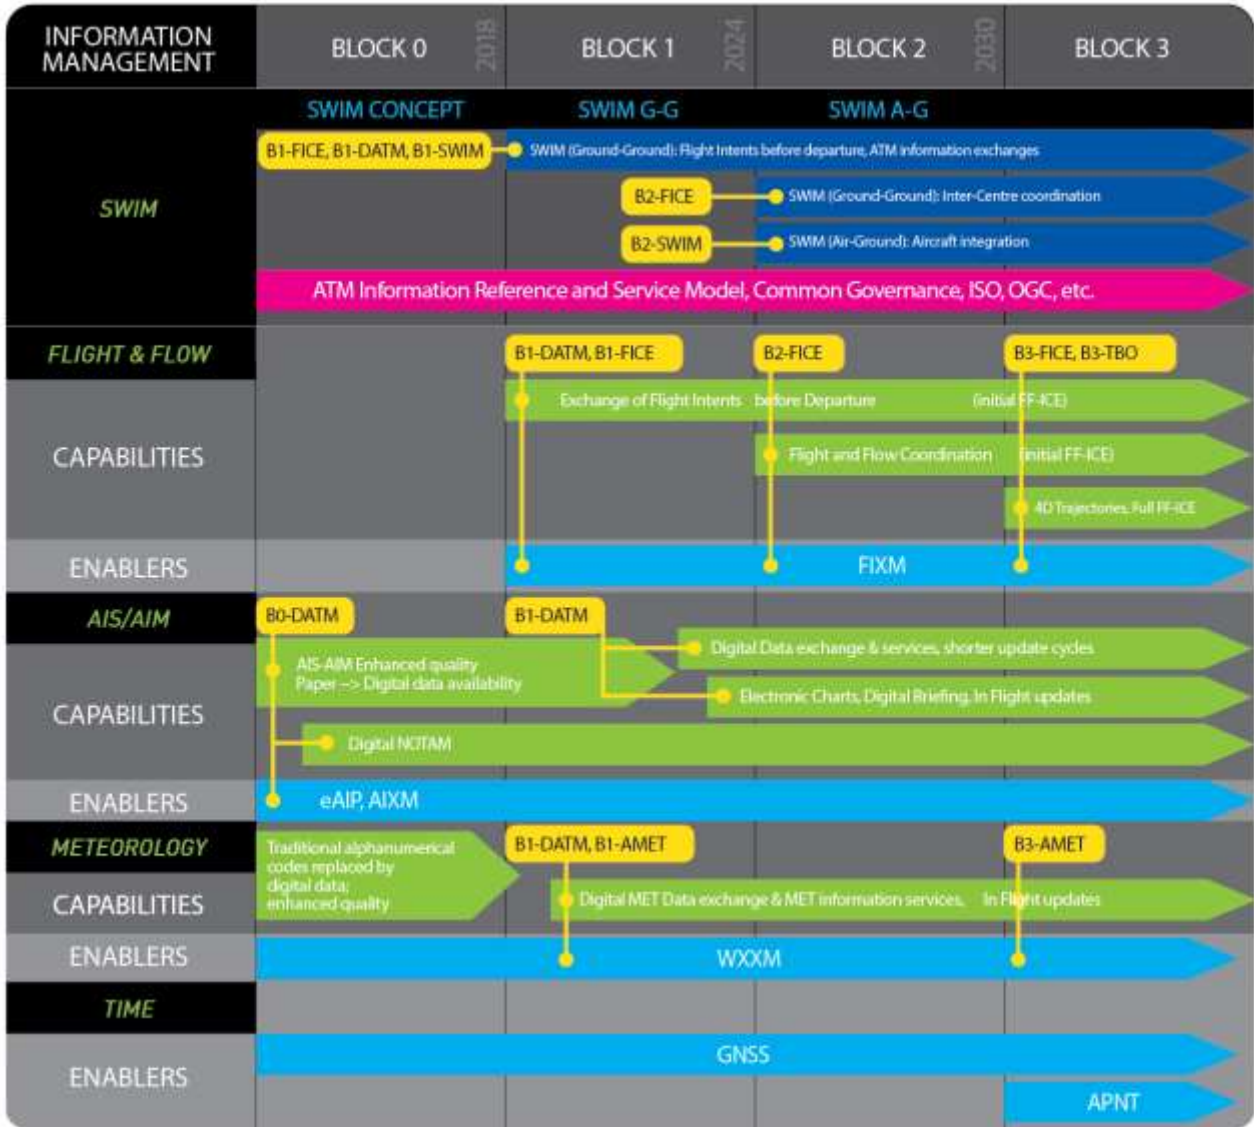 INFORMATION
MANAGEMENT
BLOCK 0
2018
BLOCK 1
2024
BLOCK 2
2030
BLOCK 3
SWIM CONCEPT
SWIM G-G
SWIM A-G
SWIM
B1-FICE, B1-DATM, B1-SWIM
SWIM (Ground-Ground): Flight Intents before departure, ATM information exchanges
B2-FICE
SWIM (Ground-Ground): Inter-Centre coordination
B2-SWIM
SWIM (Air-Ground): Aircraft integration
ATM Information Reference and Service Model, Common Governance, ISO, OGC, etc.
FLIGHT & FLOW
B1-DATM, B1-FICE
B2-FICE
B3-FICE, B3-TBO
CAPABILITIES
Exchange of Flight Intents before Departure (initial FF-ICE)
Flight and Flow Coordination (initial FF-ICE)
4D Trajectories, Full FF-ICE
ENABLERS
FIXM
AIS/AIM
B0-DATM
B1-DATM
CAPABILITIES
AIS-AIM Enhanced quality
Paper --> Digital data availability
Digital Data exchange & services, shorter update cycles
Electronic Charts, Digital Briefing, In Flight updates
Digital NOTAM
ENABLERS
eAIP, AIXM
METEOROLOGY
Traditional alphanumerical
codes replaced by
digital data;
enhanced quality
B1-DATM, B1-AMET
B3-AMET
CAPABILITIES
Digital MET Data exchange & MET information services, In Flight updates
ENABLERS
WXXM
TIME
ENABLERS
GNSS
APNT